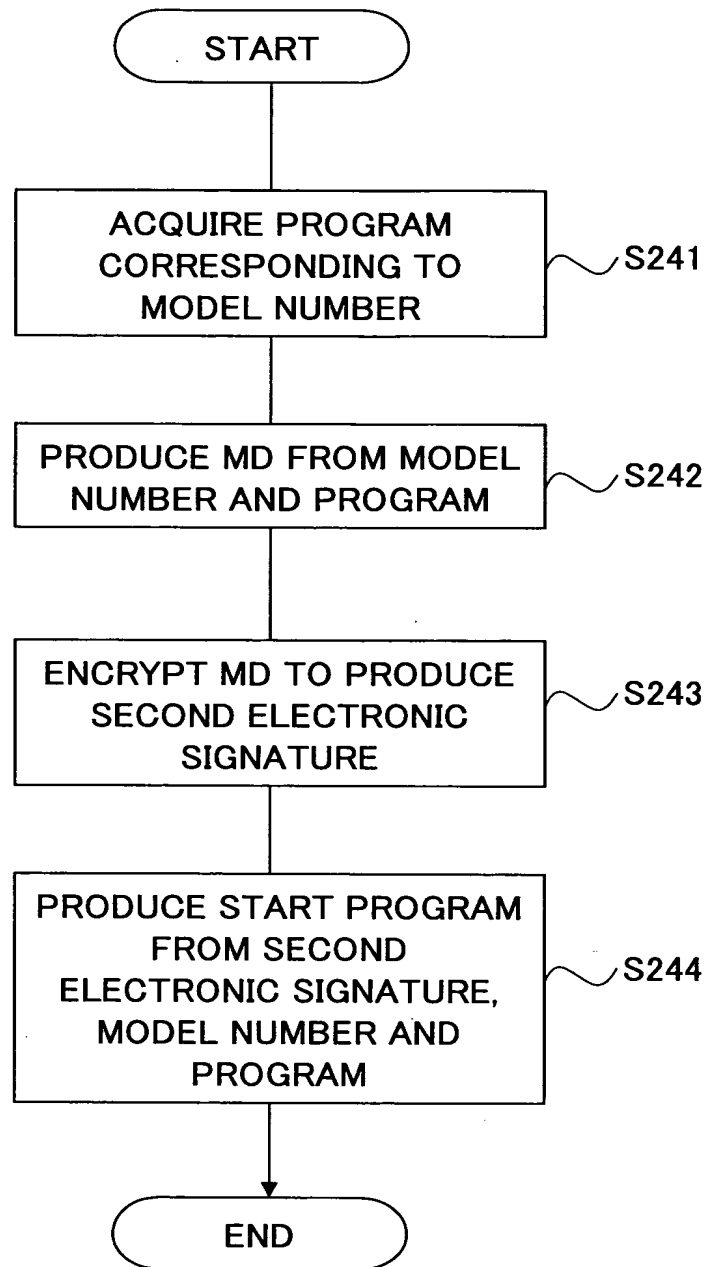 START
ACQUIRE PROGRAM
CORRESPONDING TO
MODEL NUMBER
S241
PRODUCE MD FROM MODEL
NUMBER AND PROGRAM
S242
ENCRYPT MD TO PRODUCE
SECOND ELECTRONIC
SIGNATURE
S243
PRODUCE START PROGRAM
FROM SECOND
ELECTRONIC SIGNATURE,
MODEL NUMBER AND
PROGRAM
S244
END